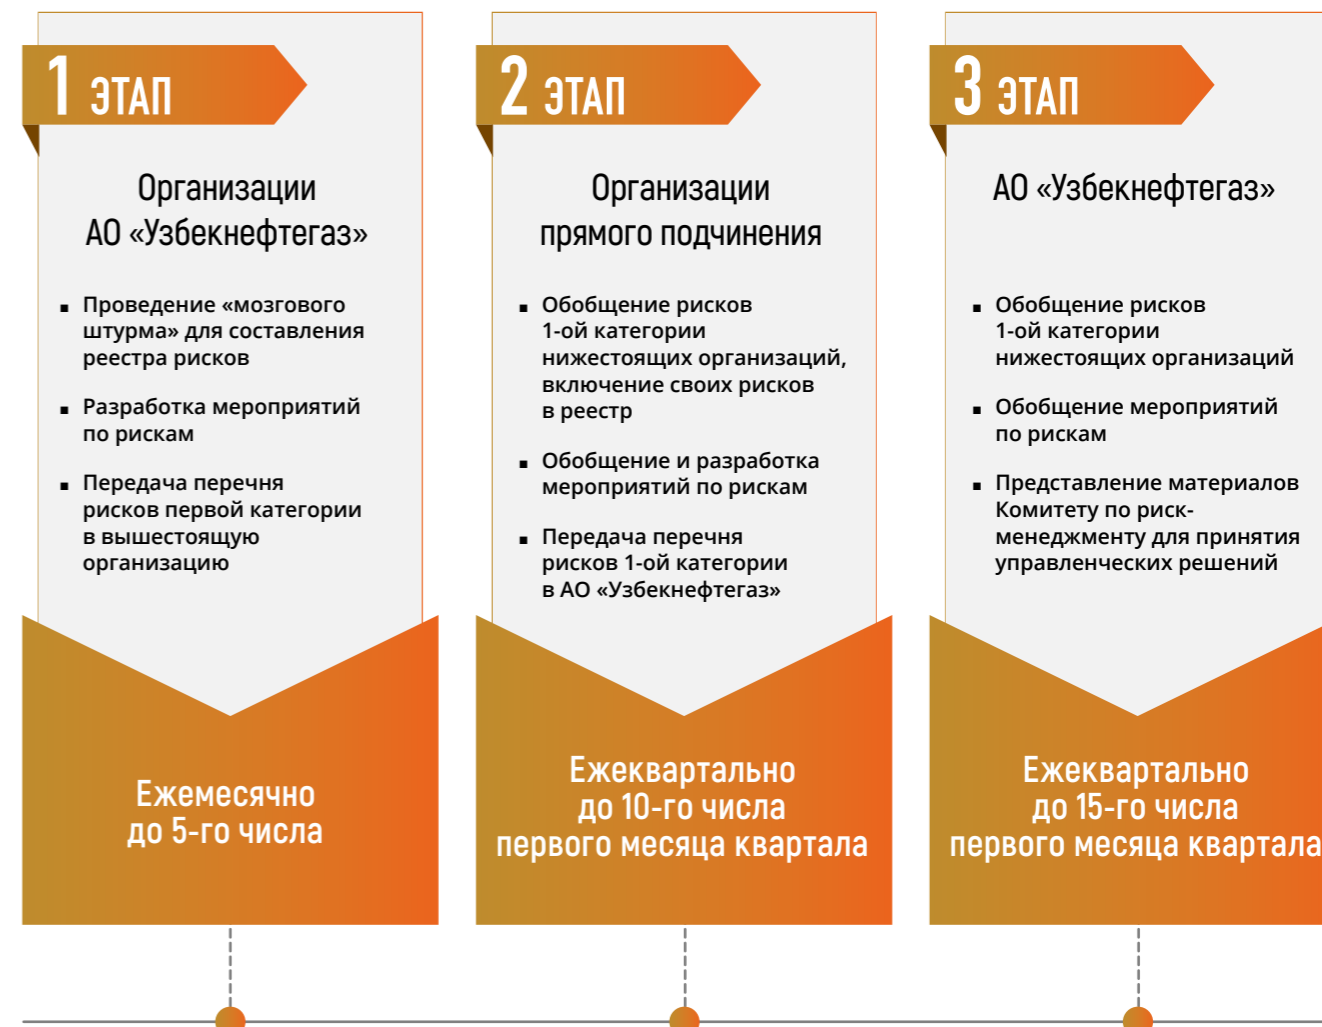 1 ЭТАП
Организации
АО «Узбекнефтегаз»
▪ Проведение «мозгового
штурма» для составления
реестра рисков
▪ Разработка мероприятий
по рискам
▪ Передача перечня
рисков первой категории
в вышестоящую
организацию
Ежемесячно
до 5-го числа
2 ЭТАП
Организации
прямого подчинения
▪ Обобщение рисков
1-ой категории
нижестоящих организаций,
включение своих рисков
в реестр
▪ Обобщение и разработка
мероприятий по рискам
▪ Передача перечня
рисков 1-ой категории
в АО «Узбекнефтегаз»
Ежеквартально
до 10-го числа
первого месяца квартала
3 ЭТАП
АО «Узбекнефтегаз»
▪ Обобщение рисков
1-ой категории
нижестоящих организаций
▪ Обобщение мероприятий
по рискам
▪ Представление материалов
Комитету по риск-
менеджменту для принятия
управленческих решений
Ежеквартально
до 15-го числа
первого месяца квартала